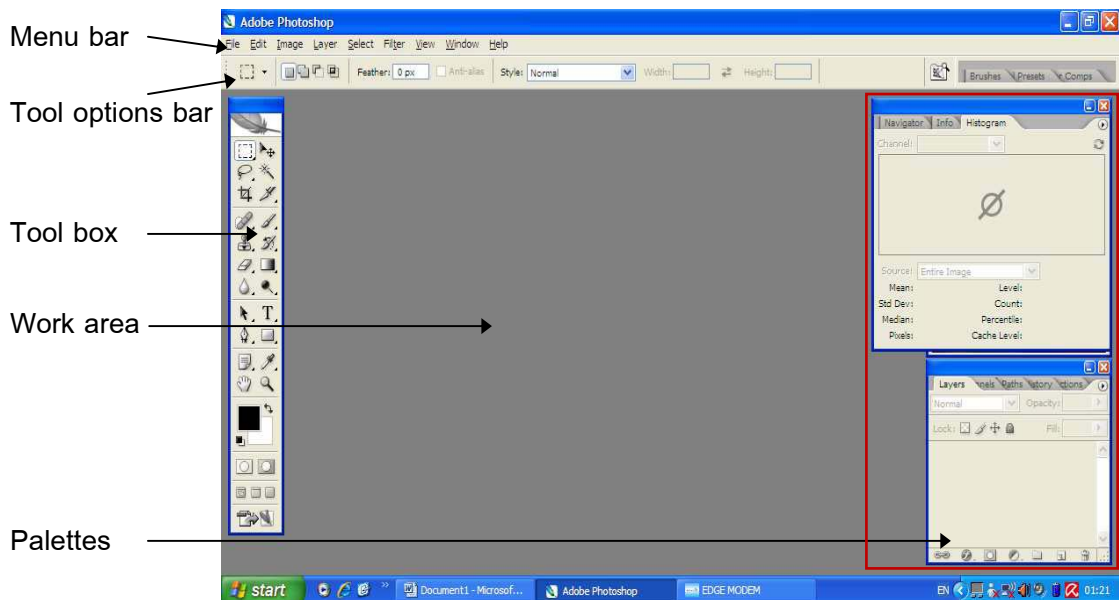 Adobe Photoshop
Menu bar
File Edit Image Layer Select Filter View Window Help
Feather: 0 px Anti-alias Style: Normal Width: Height: Brushes Presets Comps
Tool options bar
Navigator Info Histogram
Channel:
Tool box
Source: Entire Image
Mean: Level:
Std Dev: Count:
Median: Percentile:
Pixels: Cache Level:
T
Work area
Layers nnels Paths istory ctions
Normal Opacity:
Lock: Fill:
Palettes
start Document1 - Microsof... Adobe Photoshop EDGE MODEM EN 01:21